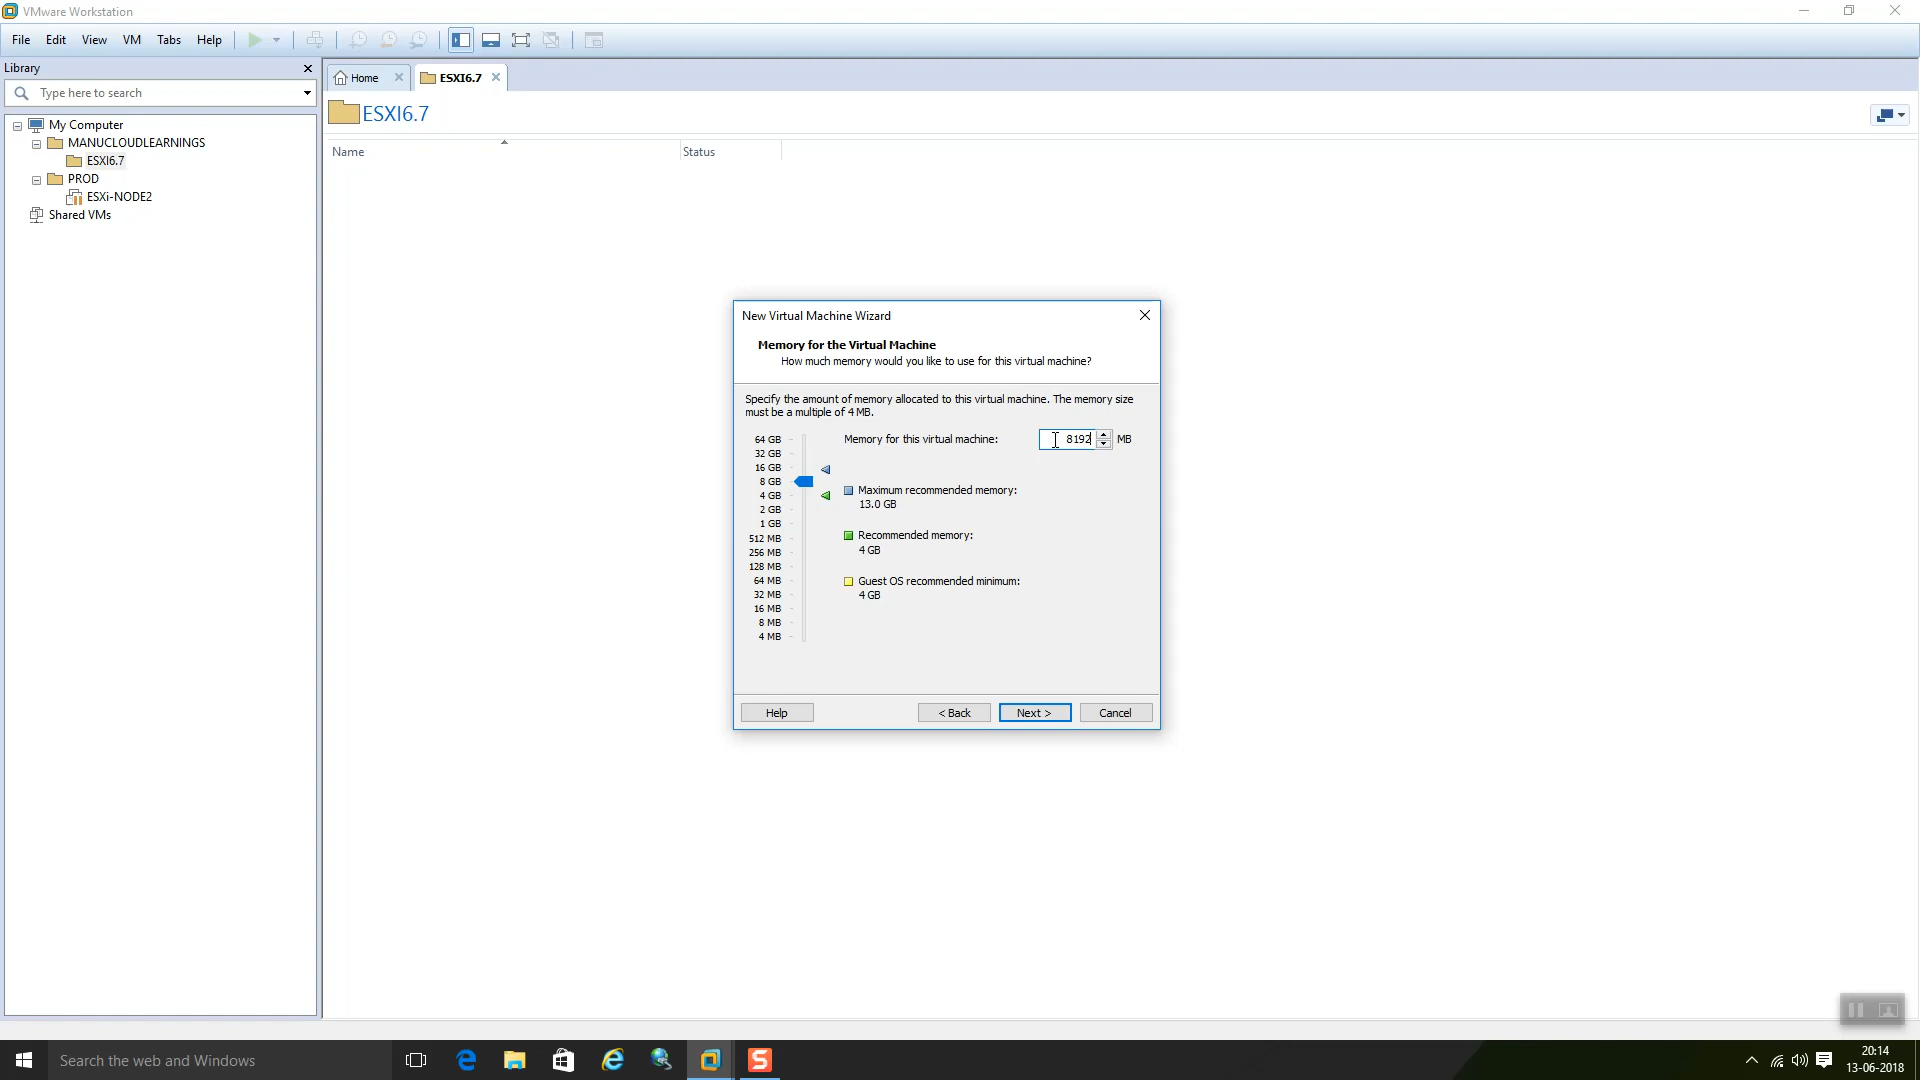 VMware Workstation
File Edit View VM Tabs Help
Library
Type here to search
My Computer
MANUCLOUDLEARNINGS
ESXI6.7
PROD
ESXi-NODE2
Shared VMs
Home ESXI6.7
ESXI6.7
Name Status
New Virtual Machine Wizard
Memory for the Virtual Machine
How much memory would you like to use for this virtual machine?
Specify the amount of memory allocated to this virtual machine. The memory size
must be a multiple of 4 MB.
64 GB
32 GB
16 GB
8 GB
4 GB
2 GB
1 GB
512 MB
256 MB
128 MB
64 MB
32 MB
16 MB
8 MB
4 MB
Memory for this virtual machine: 8192 MB
Maximum recommended memory:
13.0 GB
Recommended memory:
4 GB
Guest OS recommended minimum:
4 GB
Help < Back Next > Cancel
Search the web and Windows
S
20:14
13-06-2018